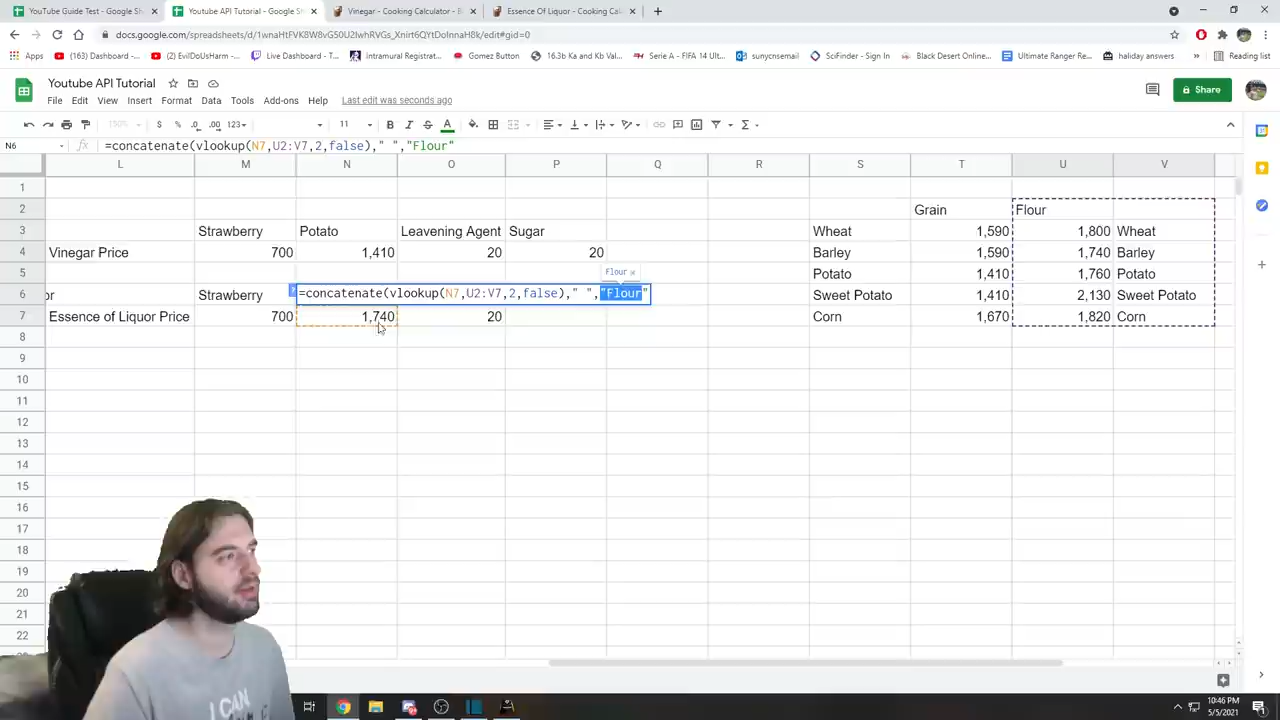 YouTube Guide Test - Google She
Youtube API Tutorial - Google Sh
Vinegar - Cooking Calculator - B
Essence Of Liquor - Cooking Calc
docs.google.com/spreadsheets/d/
Apps
(163) Dashboard -
(2) EvilDoUsHarm -
Live Dashboard - T
Intramural Registrat
Gomez Button
16.3b Ka and Kb Val
Serie A - FIFA 14 Ult
sunycnsemail
SciFinder - Sign In
Black Desert Online
Ultimate Ranger Re
haliday answers
Reading list
Youtube API Tutorial
File Edit View Insert Format Data Tools Add-ons Help Last edit was seconds ago
Share
120% $ % .0 .00 123 11 B I S A
N6 fx =concatenate(vlookup(N7,U2:V7,2,false)," ","Flour"
L M N O P Q R S T U V
1
2 Grain Flour
3 Strawberry Potato Leavening Agent Sugar Wheat 1,590 1,800 Wheat
4 Vinegar Price 700 1,410 20 20 Barley 1,590 1,740 Barley
5 Flour × Potato 1,410 1,760 Potato
6 or Strawberry =concatenate(vlookup(N7,U2:V7,2,false)," ","Flour" Sweet Potato 1,410 2,130 Sweet Potato
7 Essence of Liquor Price 700 1,740 20 Corn 1,670 1,820 Corn
8
9
10
11
12
13
14
15
16
17
18
19
20
21
22
I CAN
10:46 PM
5/5/2021